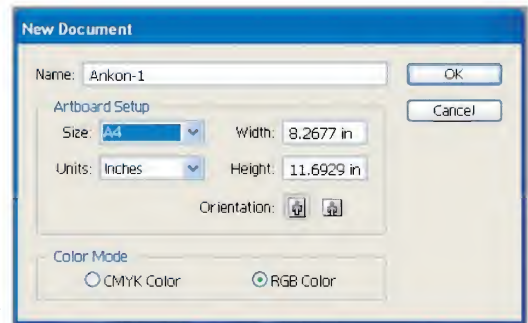 New Document
Name: Ankon-1 OK
Artboard Setup Cancel
Size: A4 Width: 8.2677 in
Units: Inches Height: 11.6929 in
Orientation:
Color Mode
CMYK Color RGB Color